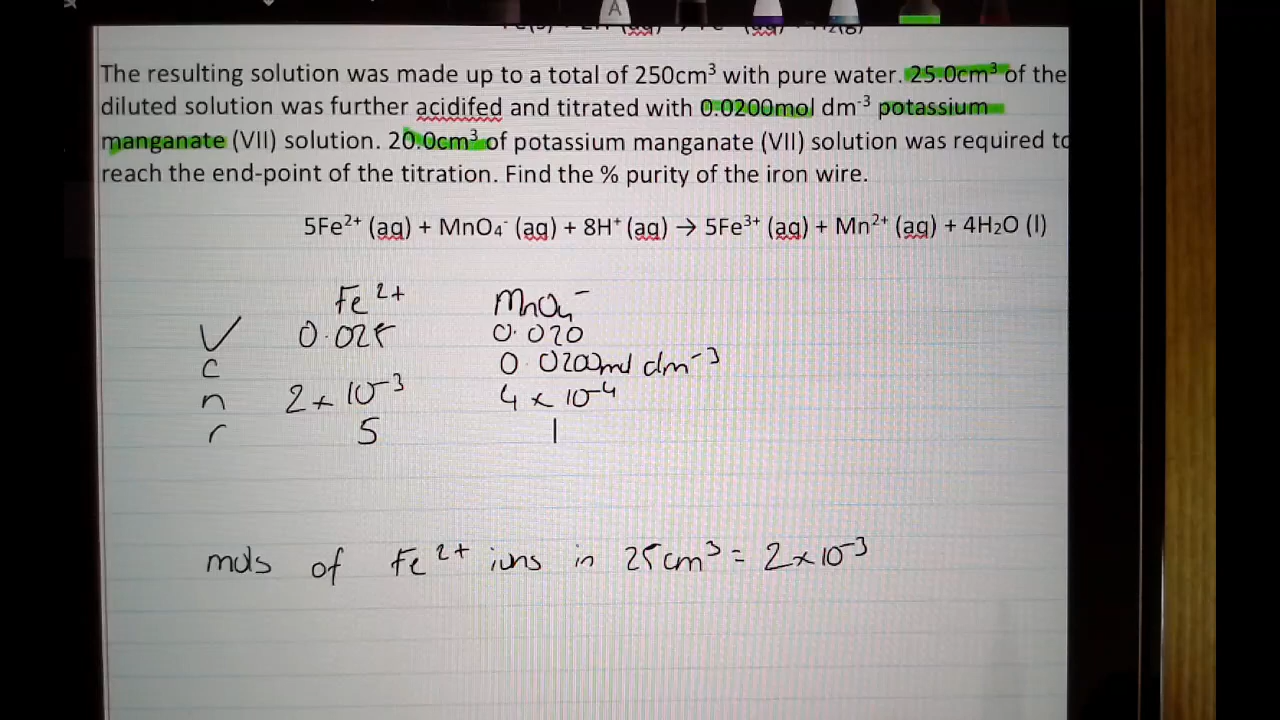 The resulting solution was made up to a total of 250cm³ with pure water. 25.0cm³ of the
diluted solution was further acidifed and titrated with 0.0200mol dm⁻³ potassium
manganate (VII) solution. 20.0cm³ of potassium manganate (VII) solution was required to
reach the end-point of the titration. Find the % purity of the iron wire.
5Fe²⁺ (aq) + MnO₄⁻ (aq) + 8H⁺ (aq) → 5Fe³⁺ (aq) + Mn²⁺ (aq) + 4H₂O (l)
Fe²⁺ MnO₄⁻
V 0.025 0.020
c 0.0200mol dm⁻³
n 2 × 10⁻³ 4 × 10⁻⁴
r 5 1
mols of Fe²⁺ ions in 25cm³ = 2×10⁻³